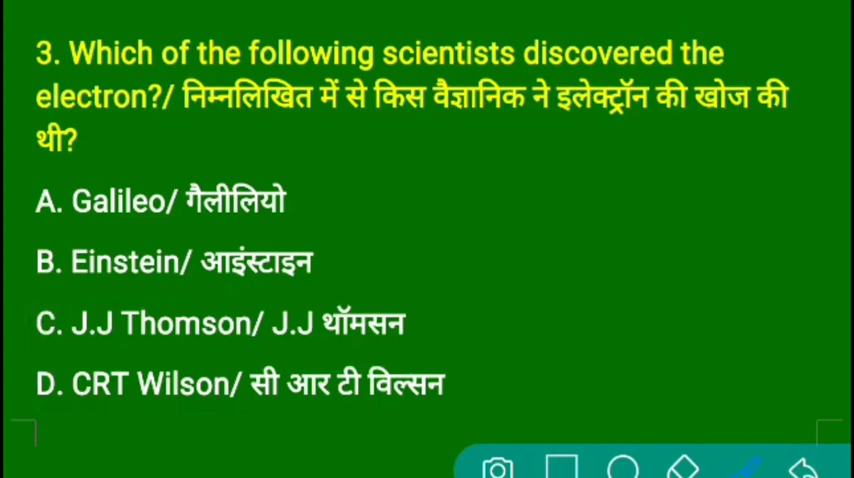 3. Which of the following scientists discovered the
electron?/ निम्नलिखित में से किस वैज्ञानिक ने इलेक्ट्रॉन की खोज की
थी?
A. Galileo/ गैलीलियो
B. Einstein/ आइंस्टाइन
C. J.J Thomson/ J.J थॉमसन
D. CRT Wilson/ सी आर टी विल्सन